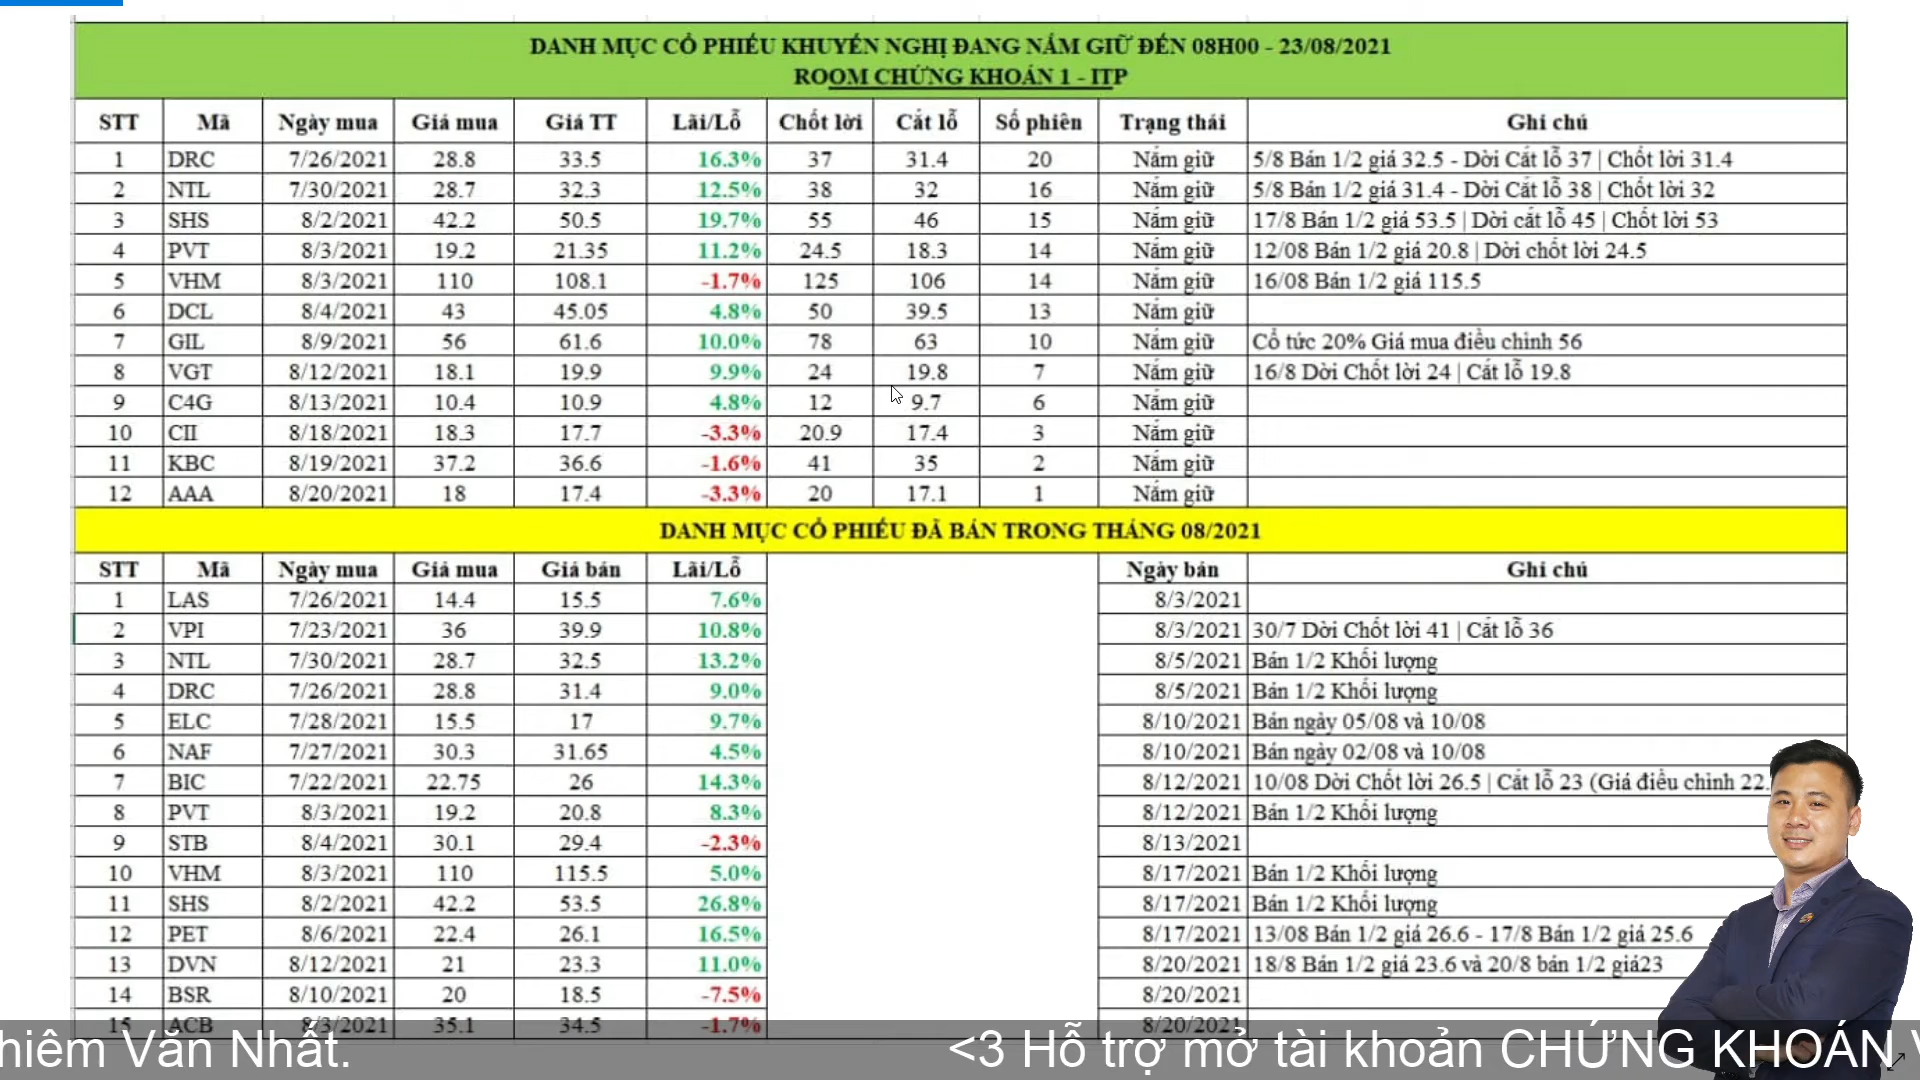 DANH MỤC CỔ PHIẾU KHUYẾN NGHỊ ĐANG NẮM GIỮ ĐẾN 08H00 - 23/08/2021
ROOM CHỨNG KHOÁN 1 - ITP
STT Mã Ngày mua Giá mua Giá TT Lãi/Lỗ Chốt lời Cắt lỗ Số phiên Trạng thái Ghi chú
1 DRC 7/26/2021 28.8 33.5 16.3% 37 31.4 20 Nắm giữ 5/8 Bán 1/2 giá 32.5 - Dời Cắt lỗ 37 | Chốt lời 31.4
2 NTL 7/30/2021 28.7 32.3 12.5% 38 32 16 Nắm giữ 5/8 Bán 1/2 giá 31.4 - Dời Cắt lỗ 38 | Chốt lời 32
3 SHS 8/2/2021 42.2 50.5 19.7% 55 46 15 Nắm giữ 17/8 Bán 1/2 giá 53.5 | Dời cắt lỗ 45 | Chốt lời 53
4 PVT 8/3/2021 19.2 21.35 11.2% 24.5 18.3 14 Nắm giữ 12/08 Bán 1/2 giá 20.8 | Dời chốt lời 24.5
5 VHM 8/3/2021 110 108.1 -1.7% 125 106 14 Nắm giữ 16/08 Bán 1/2 giá 115.5
6 DCL 8/4/2021 43 45.05 4.8% 50 39.5 13 Nắm giữ
7 GIL 8/9/2021 56 61.6 10.0% 78 63 10 Nắm giữ Cổ tức 20% Giá mua điều chỉnh 56
8 VGT 8/12/2021 18.1 19.9 9.9% 24 19.8 7 Nắm giữ 16/8 Dời Chốt lời 24 | Cắt lỗ 19.8
9 C4G 8/13/2021 10.4 10.9 4.8% 12 9.7 6 Nắm giữ
10 CII 8/18/2021 18.3 17.7 -3.3% 20.9 17.4 3 Nắm giữ
11 KBC 8/19/2021 37.2 36.6 -1.6% 41 35 2 Nắm giữ
12 AAA 8/20/2021 18 17.4 -3.3% 20 17.1 1 Nắm giữ
DANH MỤC CỔ PHIẾU ĐÃ BÁN TRONG THÁNG 08/2021
STT Mã Ngày mua Giá mua Giá bán Lãi/Lỗ Ngày bán Ghi chú
1 LAS 7/26/2021 14.4 15.5 7.6% 8/3/2021
2 VPI 7/23/2021 36 39.9 10.8% 8/3/2021 30/7 Dời Chốt lời 41 | Cắt lỗ 36
3 NTL 7/30/2021 28.7 32.5 13.2% 8/5/2021 Bán 1/2 Khối lượng
4 DRC 7/26/2021 28.8 31.4 9.0% 8/5/2021 Bán 1/2 Khối lượng
5 ELC 7/28/2021 15.5 17 9.7% 8/10/2021 Bán ngày 05/08 và 10/08
6 NAF 7/27/2021 30.3 31.65 4.5% 8/10/2021 Bán ngày 02/08 và 10/08
7 BIC 7/22/2021 22.75 26 14.3% 8/12/2021 10/08 Dời Chốt lời 26.5 | Cắt lỗ 23 (Giá điều chỉnh 22.
8 PVT 8/3/2021 19.2 20.8 8.3% 8/12/2021 Bán 1/2 Khối lượng
9 STB 8/4/2021 30.1 29.4 -2.3% 8/13/2021
10 VHM 8/3/2021 110 115.5 5.0% 8/17/2021 Bán 1/2 Khối lượng
11 SHS 8/2/2021 42.2 53.5 26.8% 8/17/2021 Bán 1/2 Khối lượng
12 PET 8/6/2021 22.4 26.1 16.5% 8/17/2021 13/08 Bán 1/2 giá 26.6 - 17/8 Bán 1/2 giá 25.6
13 DVN 8/12/2021 21 23.3 11.0% 8/20/2021 18/8 Bán 1/2 giá 23.6 và 20/8 bán 1/2 giá23
14 BSR 8/10/2021 20 18.5 -7.5% 8/20/2021
15 ACB 8/3/2021 35.1 34.5 -1.7% 8/20/2021
hiêm Văn Nhất. <3 Hỗ trợ mở tài khoản CHỨNG KHOÁN V